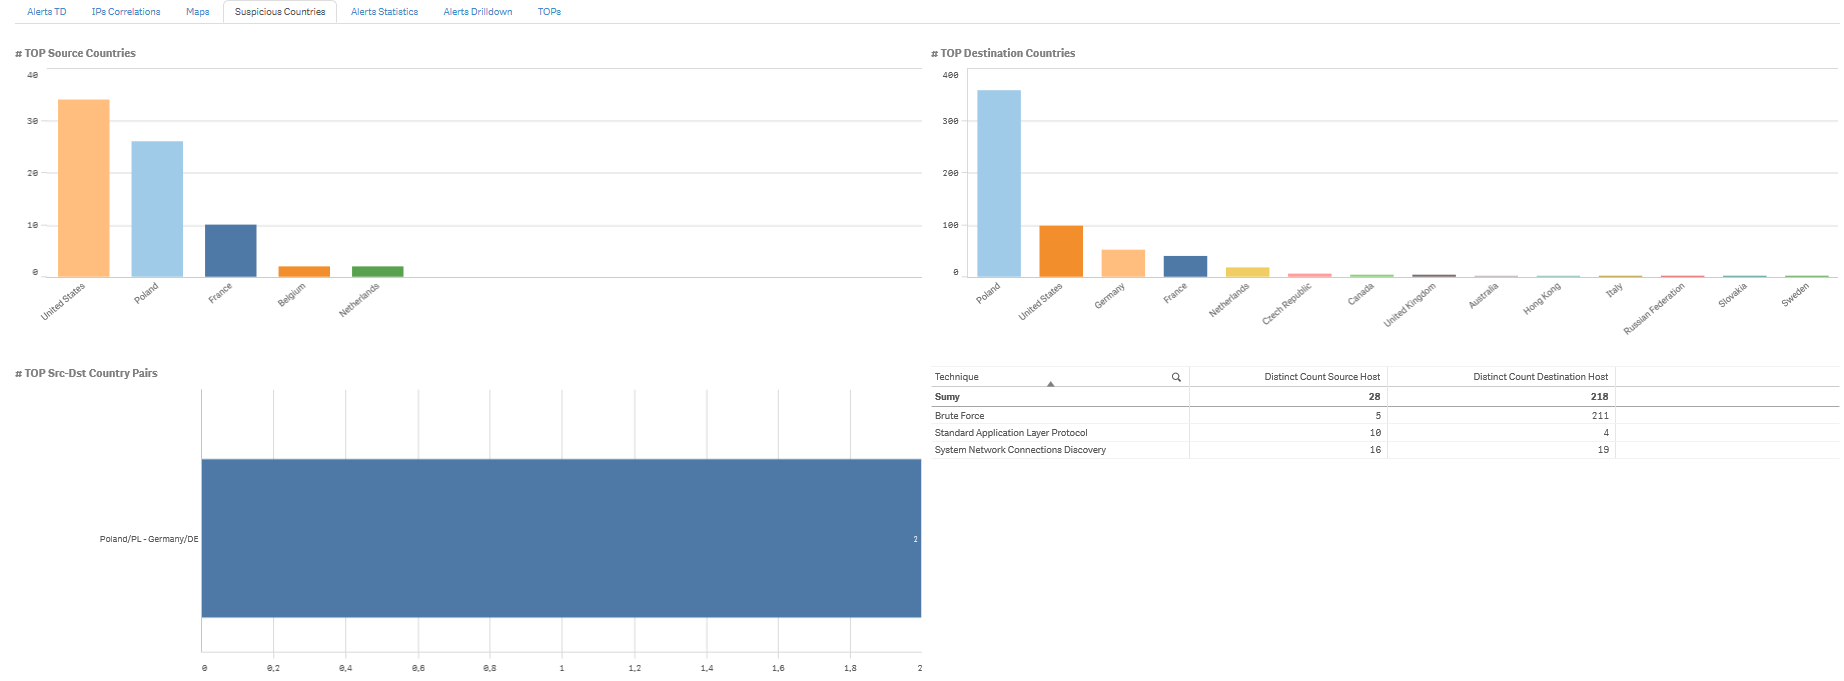 Alerts TD IPs Correlations Maps Suspicious Countries Alerts Statistics Alerts Drilldown TOPs
# TOP Source Countries
40
30
20
10
0
United States Poland France Belgium Netherlands
# TOP Destination Countries
400
300
200
100
0
Poland United States Germany France Netherlands Czech Republic Canada United Kingdom Australia Hong Kong Italy Russian Federation Slovakia Sweden
# TOP Src-Dst Country Pairs
Poland/PL - Germany/DE 2
0 0,2 0,4 0,6 0,8 1 1,2 1,4 1,6 1,8 2
Technique Distinct Count Source Host Distinct Count Destination Host
Sumy 28 218
Brute Force 5 211
Standard Application Layer Protocol 10 4
System Network Connections Discovery 16 19